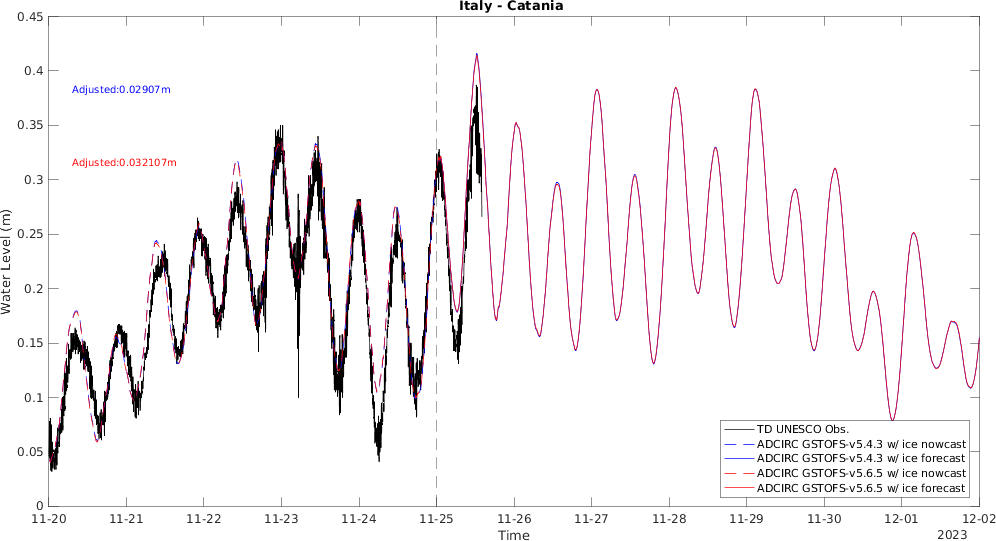 Italy - Catania
0.45
0.4
0.35
0.3
0.25
0.2
0.15
0.1
0.05
0
Water Level (m)
Adjusted:0.02907m
Adjusted:0.032107m
TD UNESCO Obs.
ADCIRC GSTOFS-v5.4.3 w/ ice nowcast
ADCIRC GSTOFS-v5.4.3 w/ ice forecast
ADCIRC GSTOFS-v5.6.5 w/ ice nowcast
ADCIRC GSTOFS-v5.6.5 w/ ice forecast
11-20 11-21 11-22 11-23 11-24 11-25 11-26 11-27 11-28 11-29 11-30 12-01 12-02
Time
2023